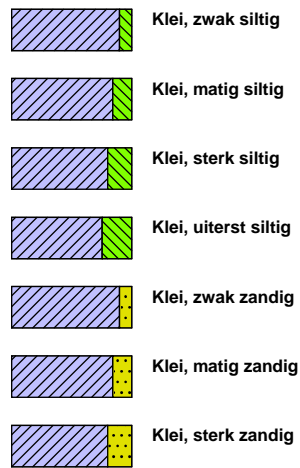 Klei, zwak siltig
Klei, matig siltig
Klei, sterk siltig
Klei, uiterst siltig
Klei, zwak zandig
Klei, matig zandig
Klei, sterk zandig